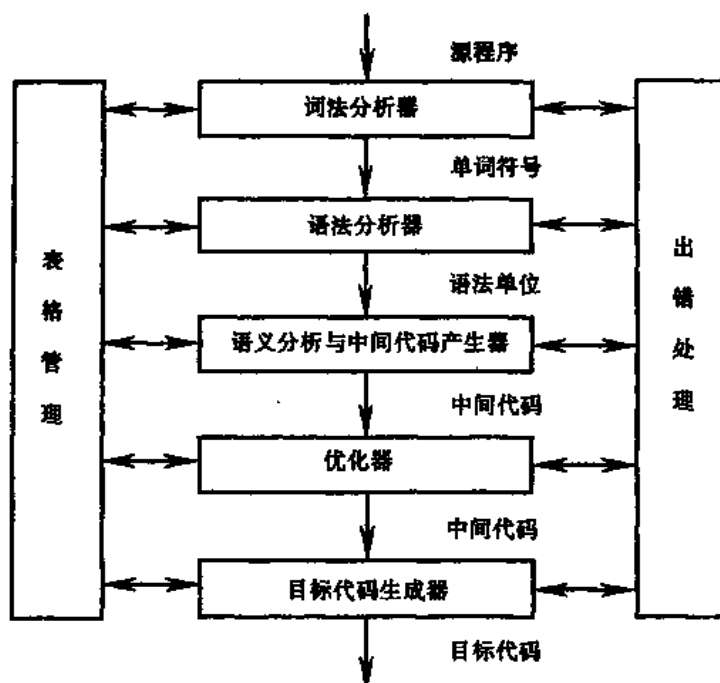 源程序
词法分析器
单词符号
语法分析器
语法单位
表格管理
出错处理
语义分析与中间代码产生器
中间代码
优化器
中间代码
目标代码生成器
目标代码